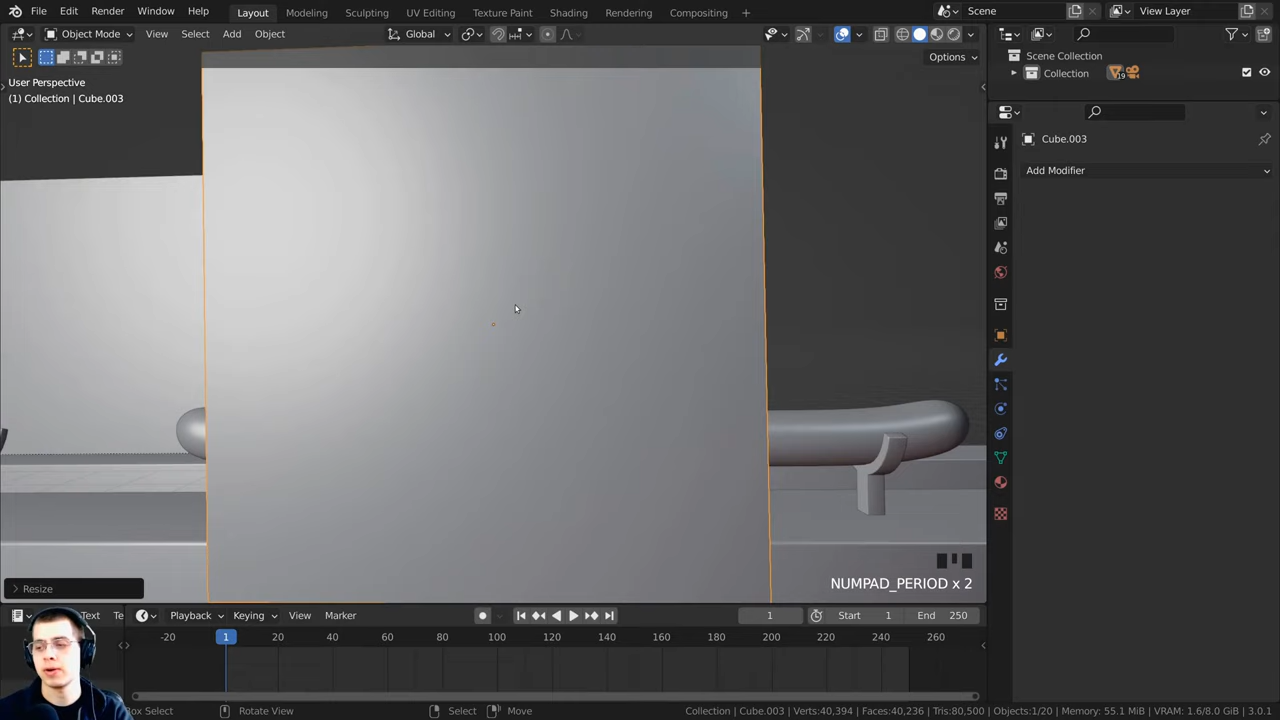 File Edit Render Window Help Layout Modeling Sculpting UV Editing Texture Paint Shading Rendering Compositing + Scene View Layer
Object Mode View Select Add Object Global
Options
User Perspective
(1) Collection | Cube.003
Scene Collection
Collection 19
Cube.003
Add Modifier
NUMPAD_PERIOD x 2
Resize
Text Playback Keying View Marker 1 Start 1 End 250
-20 1 20 40 60 80 100 120 140 160 180 200 220 240 260
Box Select Rotate View Select Move Collection | Cube.003 Verts:40,394 Faces:40,236 Tris:80,500 Objects:1/20 Memory: 55.1 MiB VRAM: 1.6/8.0 GiB 3.0.1